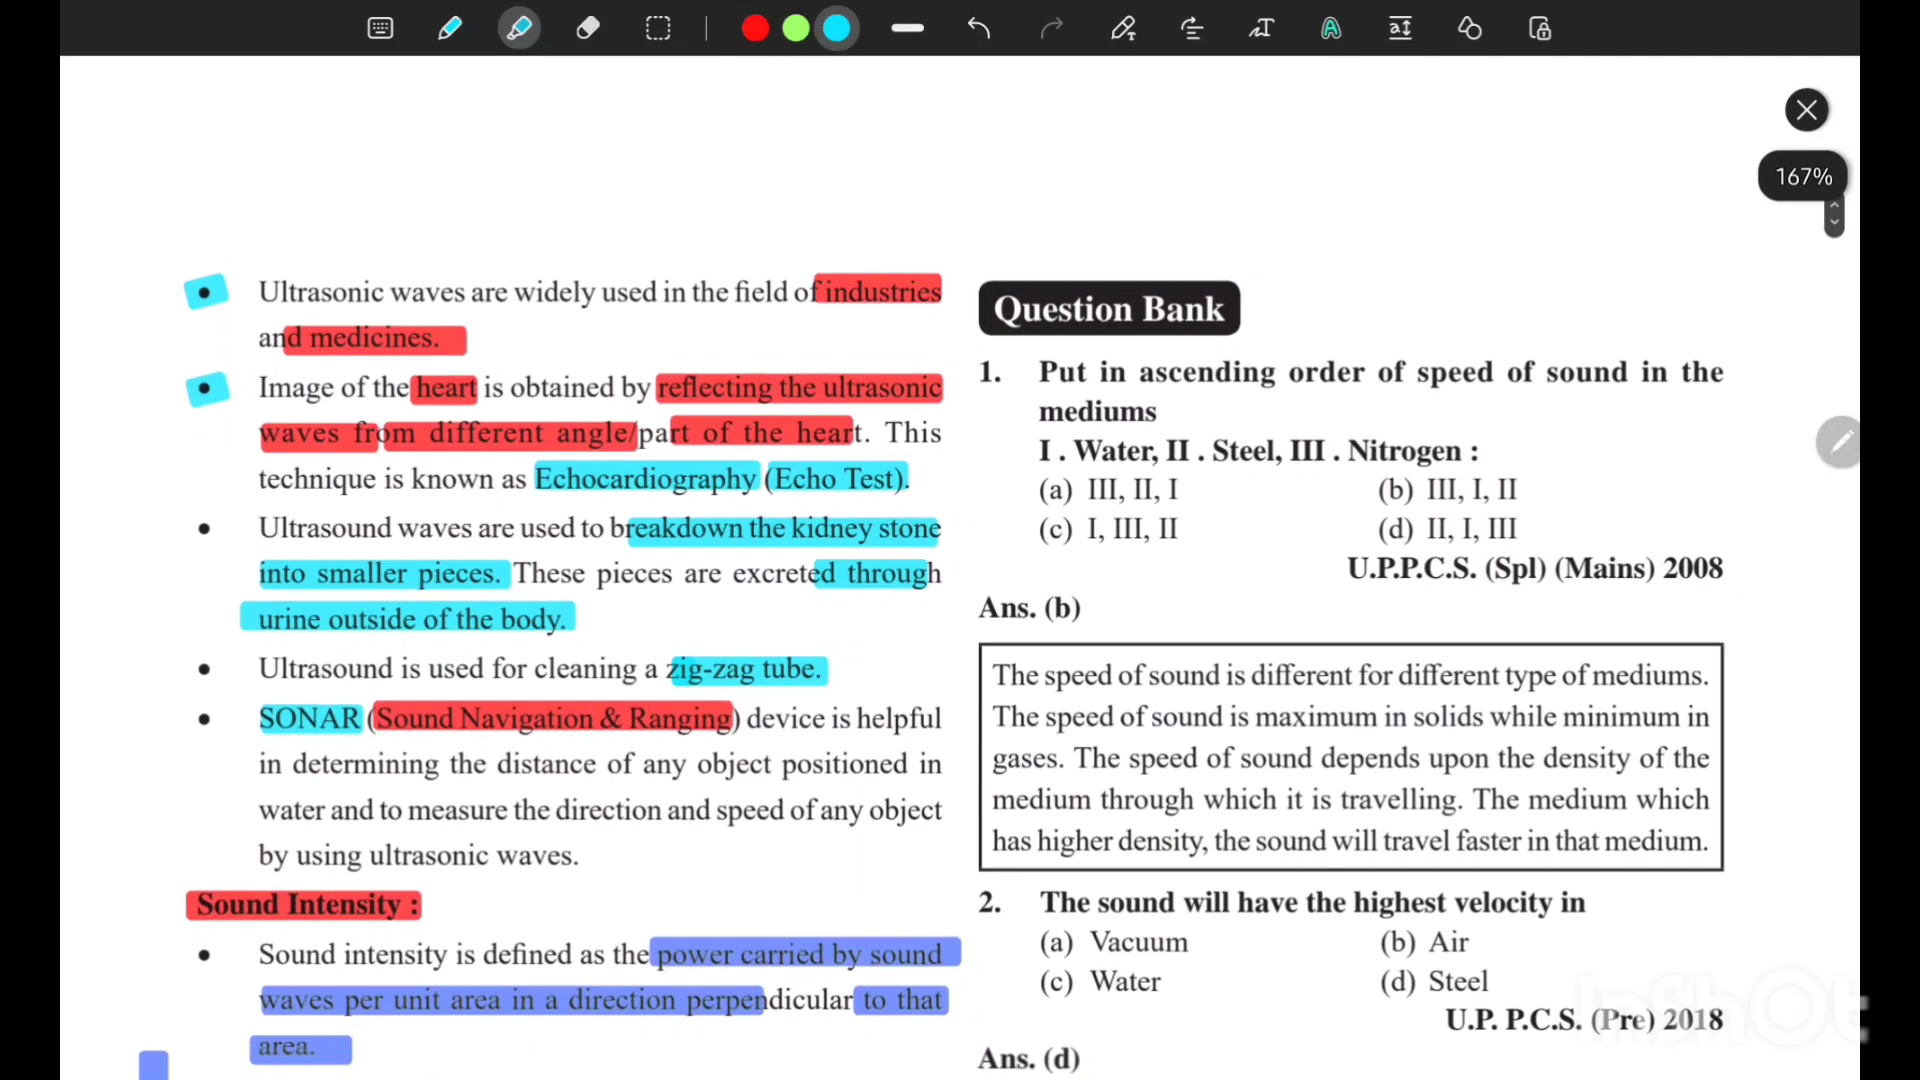 167%
• Ultrasonic waves are widely used in the field of industries
and medicines.
• Image of the heart is obtained by reflecting the ultrasonic
waves from different angle/part of the heart. This
technique is known as Echocardiography (Echo Test).
• Ultrasound waves are used to breakdown the kidney stone
into smaller pieces. These pieces are excreted through
urine outside of the body.
• Ultrasound is used for cleaning a zig-zag tube.
• SONAR (Sound Navigation & Ranging) device is helpful
in determining the distance of any object positioned in
water and to measure the direction and speed of any object
by using ultrasonic waves.
Sound Intensity :
• Sound intensity is defined as the power carried by sound
waves per unit area in a direction perpendicular to that
area.
Question Bank
1. Put in ascending order of speed of sound in the
mediums
I . Water, II . Steel, III . Nitrogen :
(a) III, II, I (b) III, I, II
(c) I, III, II (d) II, I, III
U.P.P.C.S. (Spl) (Mains) 2008
Ans. (b)
The speed of sound is different for different type of mediums.
The speed of sound is maximum in solids while minimum in
gases. The speed of sound depends upon the density of the
medium through which it is travelling. The medium which
has higher density, the sound will travel faster in that medium.
2. The sound will have the highest velocity in
(a) Vacuum (b) Air
(c) Water (d) Steel
U.P. P.C.S. (Pre) 2018
Ans. (d)
InShOt